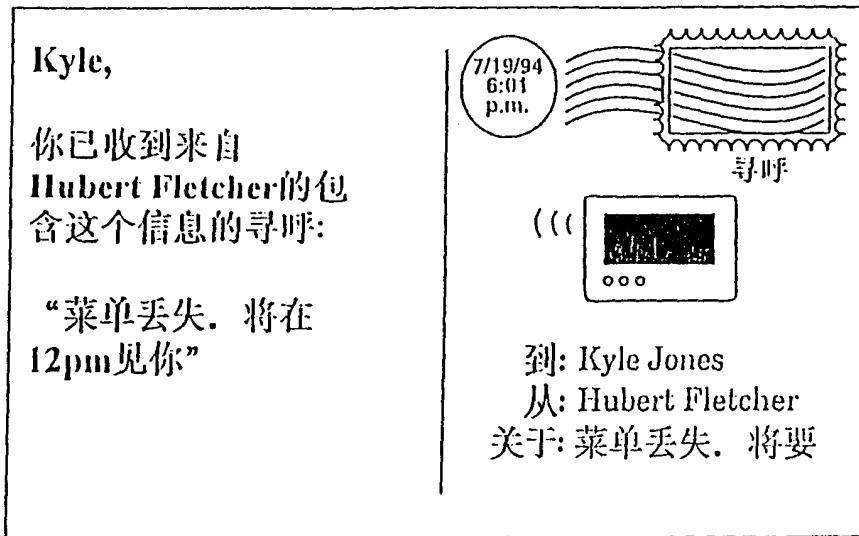 Kyle,
你已收到来自
Hubert Fletcher的包
含这个信息的寻呼:
“菜单丢失. 将在
12pm见你”
7/19/94
6:01
p.m.
寻呼
到: Kyle Jones
从: Hubert Fletcher
关于: 菜单丢失. 将要